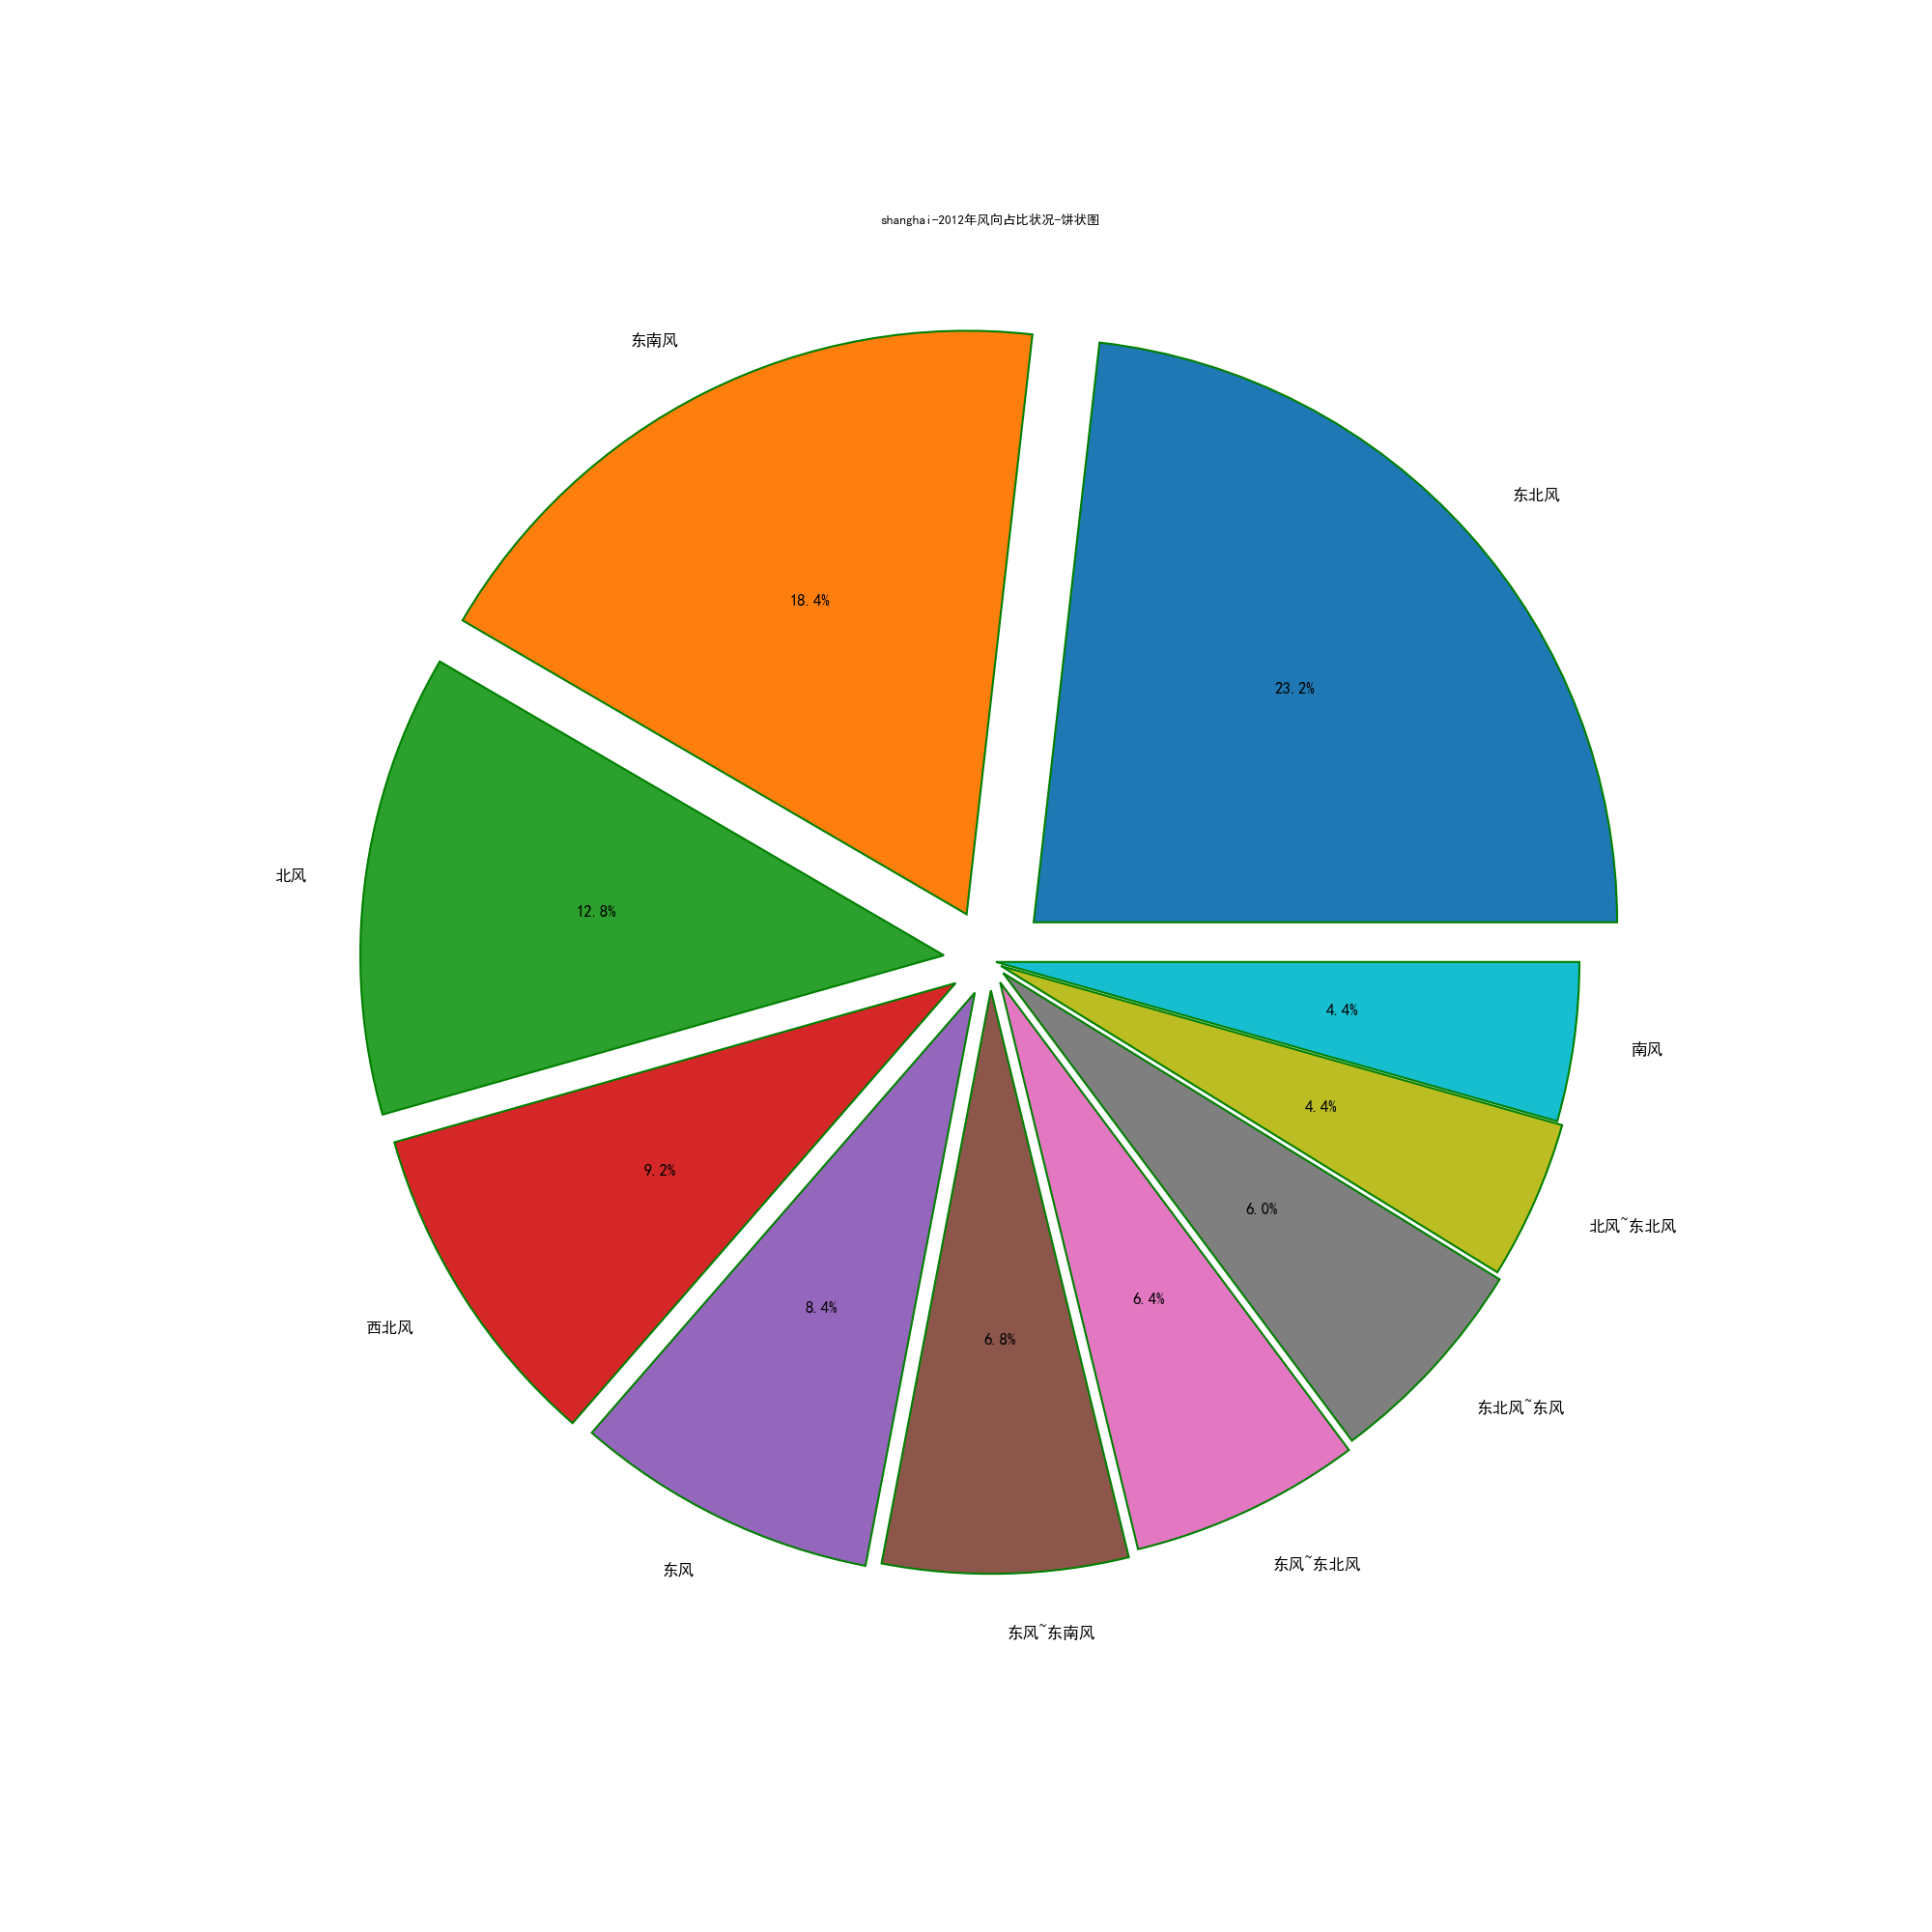 shanghai-2012年风向占比状况-饼状图
东南风
东北风
18.4%
23.2%
北风
12.8%
4.4%
南风
4.4%
9.2%
6.0%
北风~东北风
6.4%
8.4%
西北风
6.8%
东北风~东风
东风~东北风
东风
东风~东南风